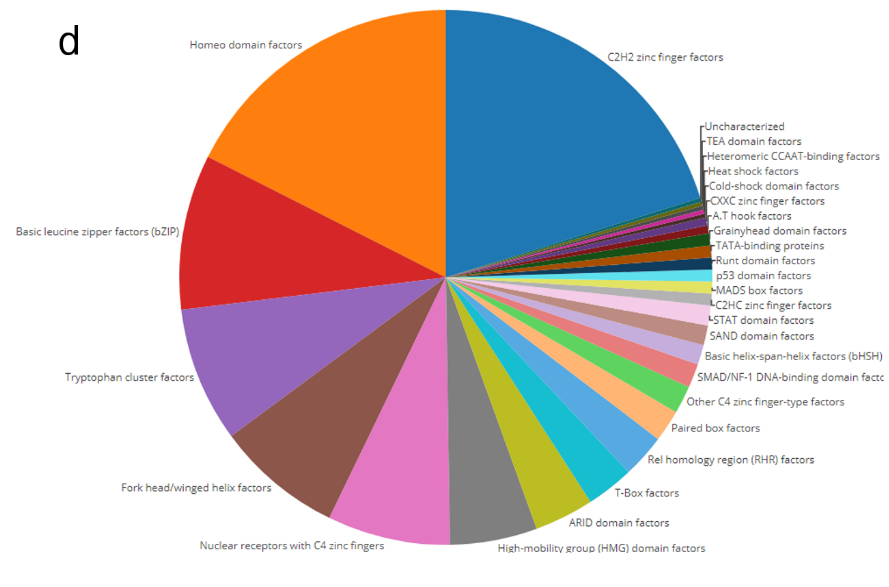 d
Homeo domain factors
C2H2 zinc finger factors
Uncharacterized
TEA domain factors
Heteromeric CCAAT-binding factors
Heat shock factors
Cold-shock domain factors
CXXC zinc finger factors
A.T hook factors
Grainyhead domain factors
TATA-binding proteins
Runt domain factors
p53 domain factors
MADS box factors
C2HC zinc finger factors
STAT domain factors
SAND domain factors
Basic helix-span-helix factors (bHSH)
SMAD/NF-1 DNA-binding domain facto
Other C4 zinc finger-type factors
Paired box factors
Rel homology region (RHR) factors
T-Box factors
ARID domain factors
High-mobility group (HMG) domain factors
Nuclear receptors with C4 zinc fingers
Fork head/winged helix factors
Tryptophan cluster factors
Basic leucine zipper factors (bZIP)